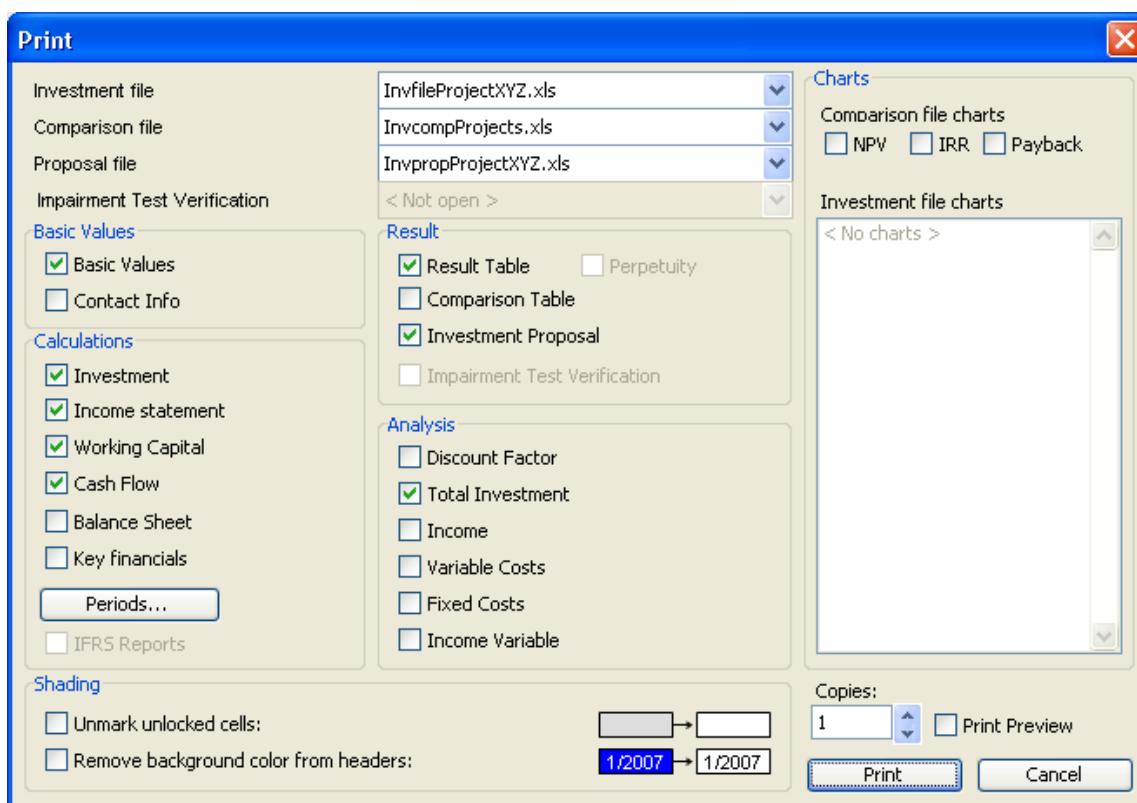 Print
Investment file
InvfileProjectXYZ.xls
Comparison file
InvcompProjects.xls
Proposal file
InvpropProjectXYZ.xls
Impairment Test Verification
< Not open >
Basic Values
Basic Values
Contact Info
Calculations
Investment
Income statement
Working Capital
Cash Flow
Balance Sheet
Key financials
Periods...
IFRS Reports
Result
Result Table
Perpetuity
Comparison Table
Investment Proposal
Impairment Test Verification
Analysis
Discount Factor
Total Investment
Income
Variable Costs
Fixed Costs
Income Variable
Charts
Comparison file charts
NPV IRR Payback
Investment file charts
< No charts >
Shading
Unmark unlocked cells:
Remove background color from headers:
1/2007 1/2007
Copies:
1
Print Preview
Print
Cancel